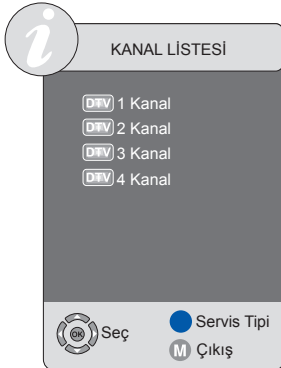 i
KANAL LİSTESİ
DTV 1 Kanal
DTV 2 Kanal
DTV 3 Kanal
DTV 4 Kanal
OK Seç
Servis Tipi
M Çıkış